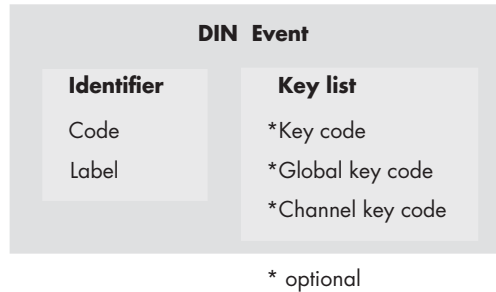 DIN Event
Identifier
Code
Label
Key list
*Key code
*Global key code
*Channel key code
* optional